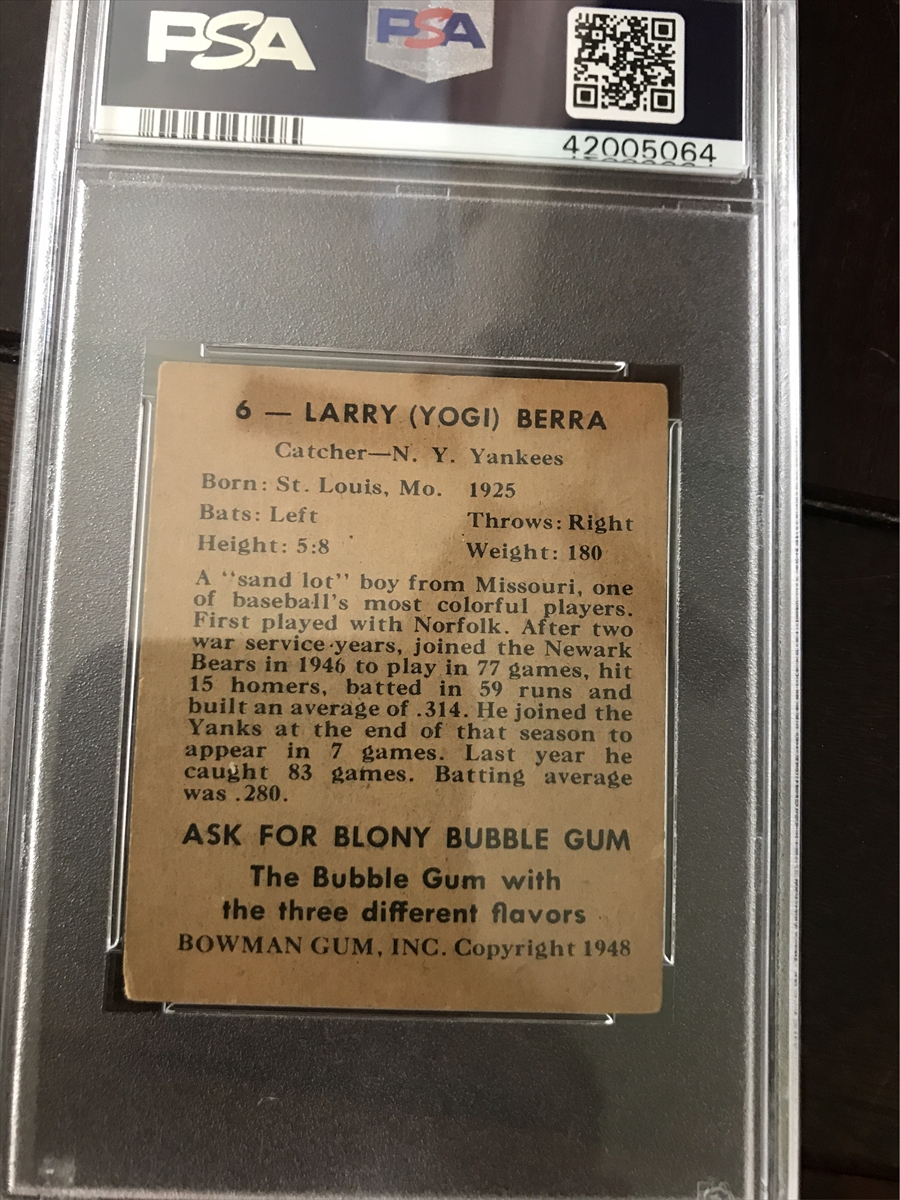 PSA
PSA
42005064
6 — LARRY (YOGI) BERRA
Catcher—N. Y. Yankees
Born: St. Louis, Mo. 1925
Bats: Left Throws: Right
Height: 5:8 Weight: 180
A "sand lot" boy from Missouri, one
of baseball's most colorful players.
First played with Norfolk. After two
war service years, joined the Newark
Bears in 1946 to play in 77 games, hit
15 homers, batted in 59 runs and
built an average of .314. He joined the
Yanks at the end of that season to
appear in 7 games. Last year he
caught 83 games. Batting average
was .280.
ASK FOR BLONY BUBBLE GUM
The Bubble Gum with
the three different flavors
BOWMAN GUM, INC. Copyright 1948